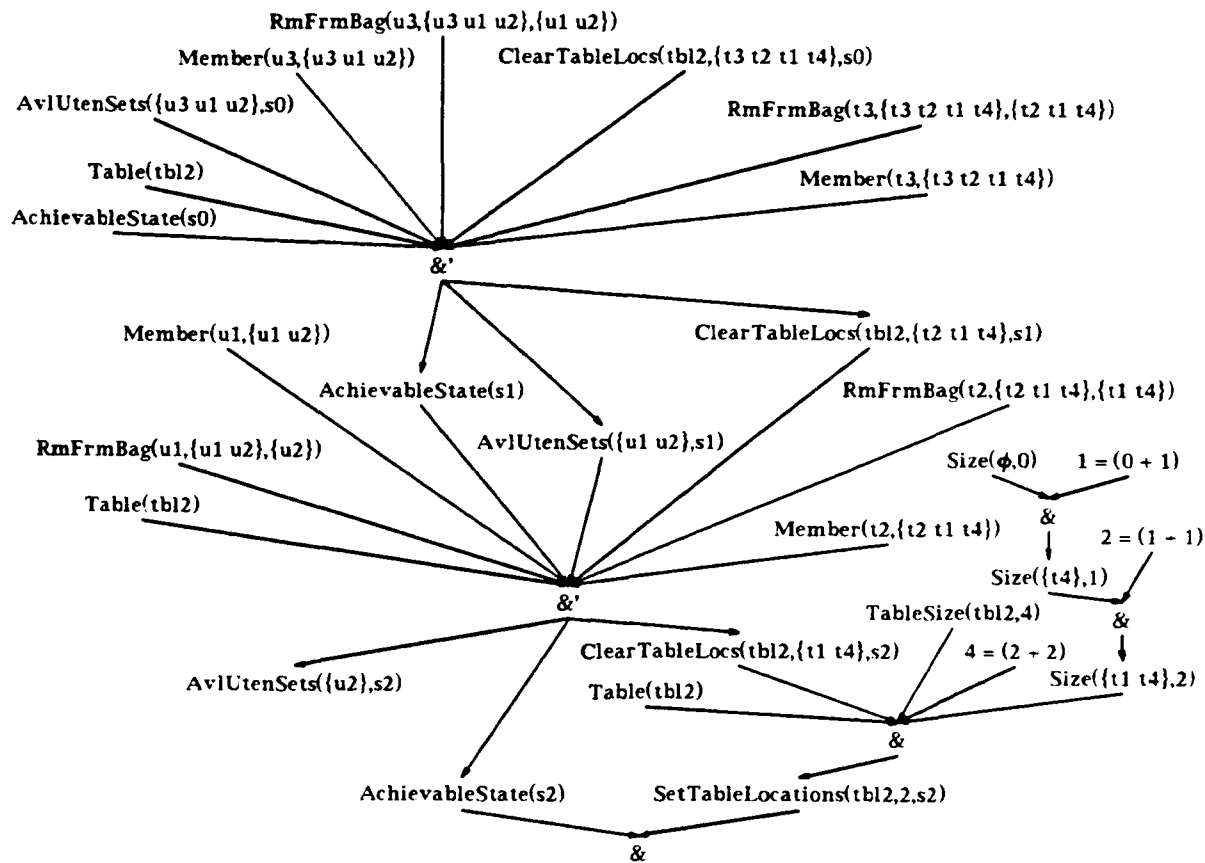 RmFrmBag(u3,{u3 u1 u2},{u1 u2})
Member(u3,{u3 u1 u2})
ClearTableLocs(tbl2,{t3 t2 t1 t4},s0)
AvlUtenSets({u3 u1 u2},s0)
RmFrmBag(t3,{t3 t2 t1 t4},{t2 t1 t4})
Table(tbl2)
Member(t3,{t3 t2 t1 t4})
AchievableState(s0)
&'
Member(u1,{u1 u2})
ClearTableLocs(tbl2,{t2 t1 t4},s1)
AchievableState(s1)
RmFrmBag(t2,{t2 t1 t4},{t1 t4})
AvlUtenSets({u1 u2},s1)
RmFrmBag(u1,{u1 u2},{u2})
Size(ϕ,0)
1 = (0 + 1)
Table(tbl2)
&
Member(t2,{t2 t1 t4})
2 = (1 + 1)
Size({t4},1)
&'
TableSize(tbl2,4)
&
ClearTableLocs(tbl2,{t1 t4},s2)
4 = (2 + 2)
AvlUtenSets({u2},s2)
Table(tbl2)
Size({t1 t4},2)
&
AchievableState(s2)
SetTableLocations(tbl2,2,s2)
&